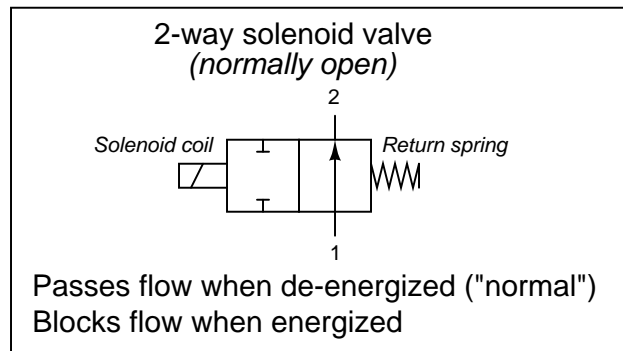 2-way solenoid valve
(normally open)
2
Solenoid coil
Return spring
1
Passes flow when de-energized ("normal")
Blocks flow when energized